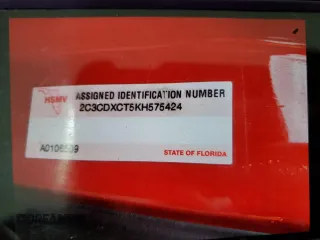 HSMV
ASSIGNED IDENTIFICATION NUMBER
2C3CDXCT5KH575424
STATE OF FLORIDA